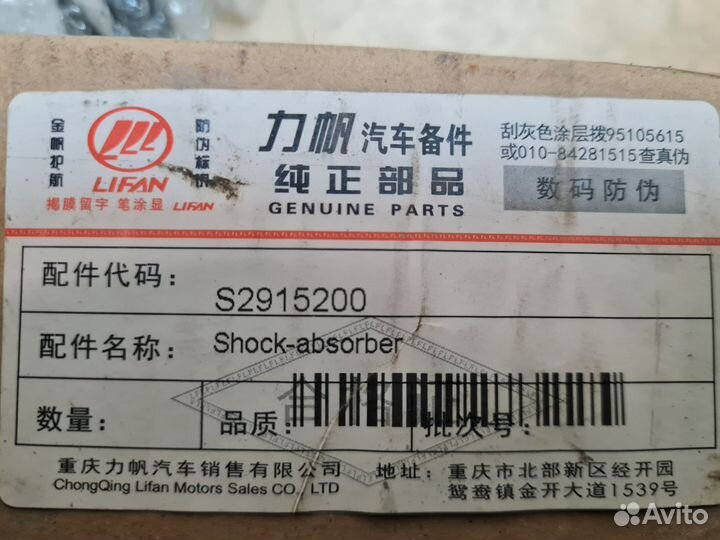 金帆护航
LIFAN
防伪标识
揭膜留字 笔涂显 LIFAN
力帆 汽车备件
纯正部品
GENUINE PARTS
刮灰色涂层拨95105615
或010-84281515查真伪
数码防伪
配件代码: S2915200
配件名称: Shock-absorber
数量: 品质: 合格 批次号:
重庆力帆汽车销售有限公司
ChongQing Lifan Motors Sales CO., LTD
地址: 重庆市北部新区经开园
鸳鸯镇金开大道1539号
Avito